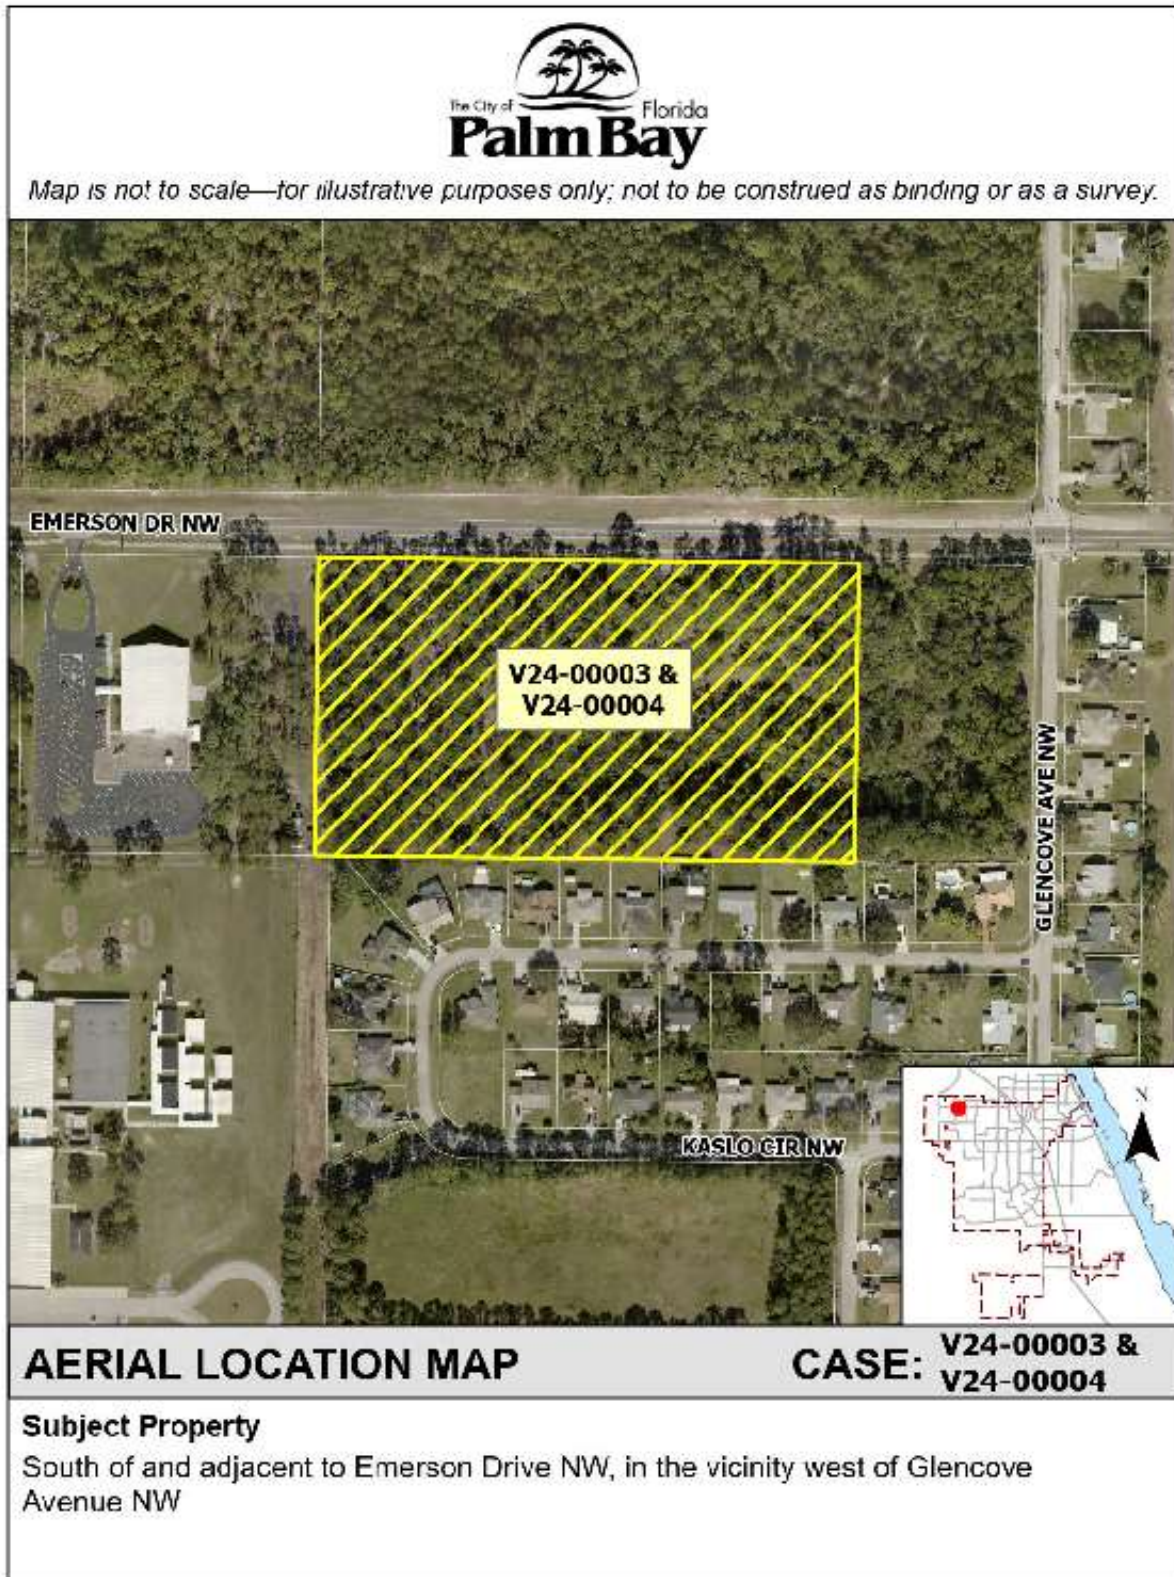 The City of Florida
Palm Bay
Map is not to scale—for illustrative purposes only; not to be construed as binding or as a survey.
EMERSON DR NW
V24-00003 &
V24-00004
GLENCOVE AVE NW
KASLO CIR NW
N
AERIAL LOCATION MAP
CASE: V24-00003 &
V24-00004
Subject Property
South of and adjacent to Emerson Drive NW, in the vicinity west of Glencove
Avenue NW